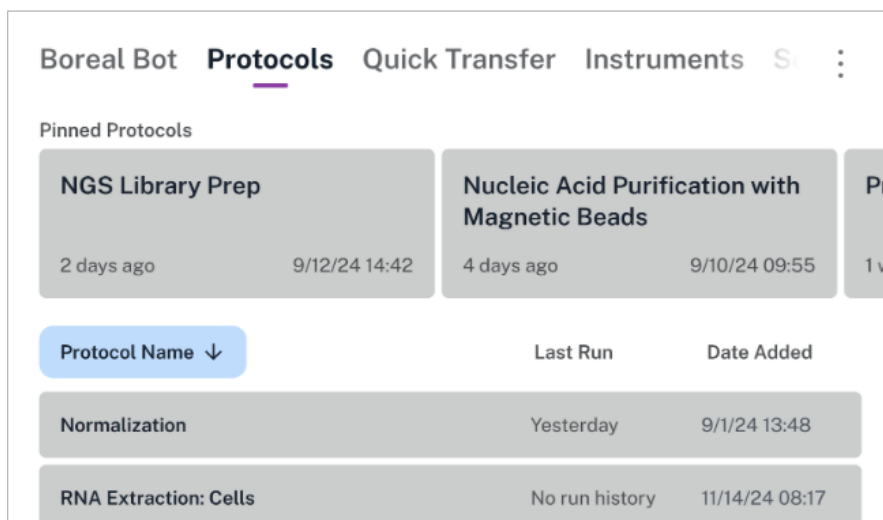 Boreal Bot Protocols Quick Transfer Instruments
Pinned Protocols
NGS Library Prep
2 days ago 9/12/24 14:42
Nucleic Acid Purification with
Magnetic Beads
4 days ago 9/10/24 09:55
Protocol Name ↓ Last Run Date Added
Normalization Yesterday 9/1/24 13:48
RNA Extraction: Cells No run history 11/14/24 08:17